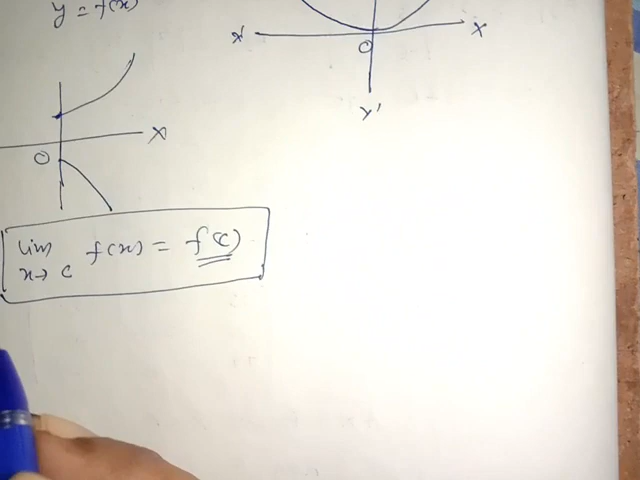 y = f(x)
X' X
O
Y'
X
O
lim f(x) = f(c)
x→c